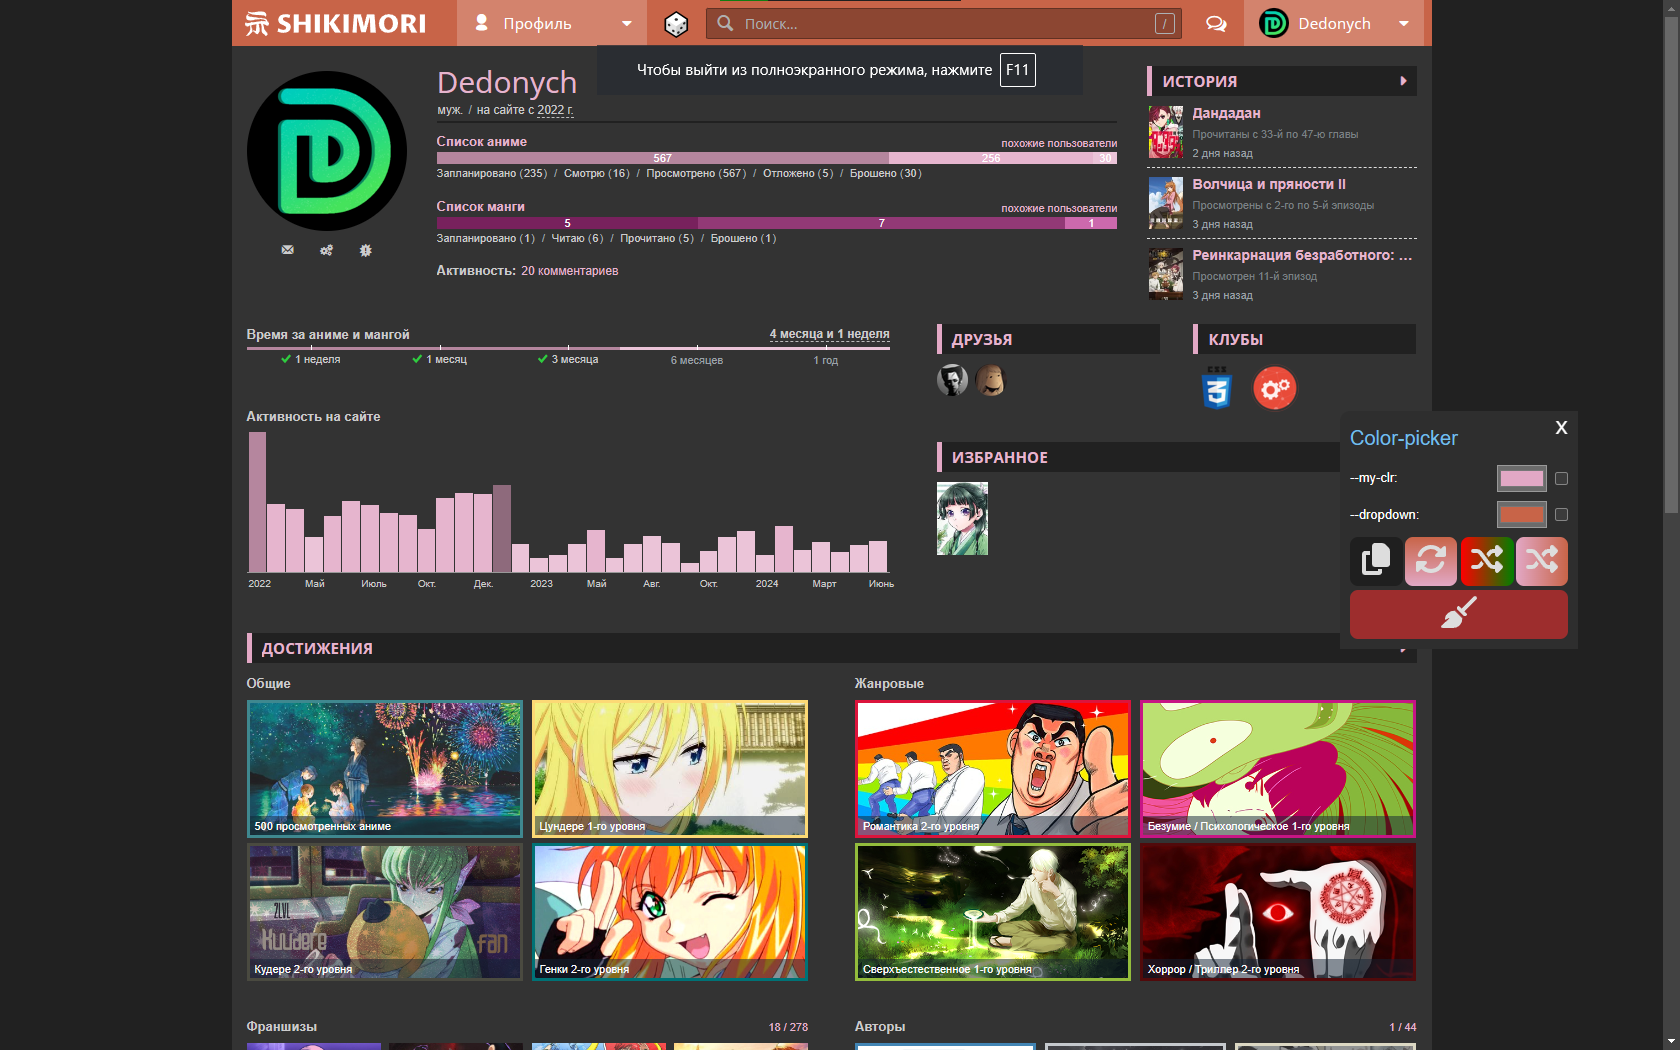 SHIKIMORI
Профиль
Поиск...
/
Dedonych
Чтобы выйти из полноэкранного режима, нажмите F11
Dedonych
муж. / на сайте с 2022 г.
Список аниме
похожие пользователи
567
256
30
Запланировано (235) / Смотрю (16) / Просмотрено (567) / Отложено (5) / Брошено (30)
Список манги
похожие пользователи
5
7
1
Запланировано (1) / Читаю (6) / Прочитано (5) / Брошено (1)
Активность: 20 комментариев
ИСТОРИЯ
Дандадан
Прочитаны с 33-й по 47-ю главы
2 дня назад
Волчица и пряности II
Просмотрены с 2-го по 5-й эпизоды
3 дня назад
Реинкарнация безработного: ...
Просмотрен 11-й эпизод
3 дня назад
Время за аниме и мангой
4 месяца и 1 неделя
1 неделя
1 месяц
3 месяца
6 месяцев
1 год
Активность на сайте
2022
Май
Июль
Окт.
Дек.
2023
Май
Авг.
Окт.
2024
Март
Июнь
ДРУЗЬЯ
КЛУБЫ
CSS
3
ИЗБРАННОЕ
Color-picker
X
--my-clr:
--dropdown:
ДОСТИЖЕНИЯ
Общие
500 просмотренных аниме
Цундере 1-го уровня
2LVL
Kuudere
fan
Кудере 2-го уровня
Генки 2-го уровня
Жанровые
Романтика 2-го уровня
Безумие / Психологическое 1-го уровня
Сверхъестественное 1-го уровня
Хоррор / Триллер 2-го уровня
Франшизы
18 / 278
Авторы
1 / 44